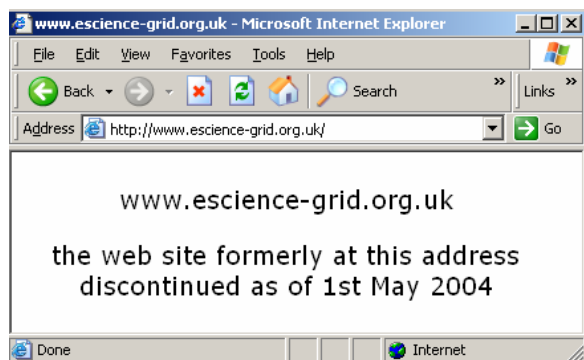 www.escience-grid.org.uk - Microsoft Internet Explorer
File Edit View Favorites Tools Help
Back Search » Links »
Address http://www.escience-grid.org.uk/ Go
www.escience-grid.org.uk
the web site formerly at this address
discontinued as of 1st May 2004
Done Internet